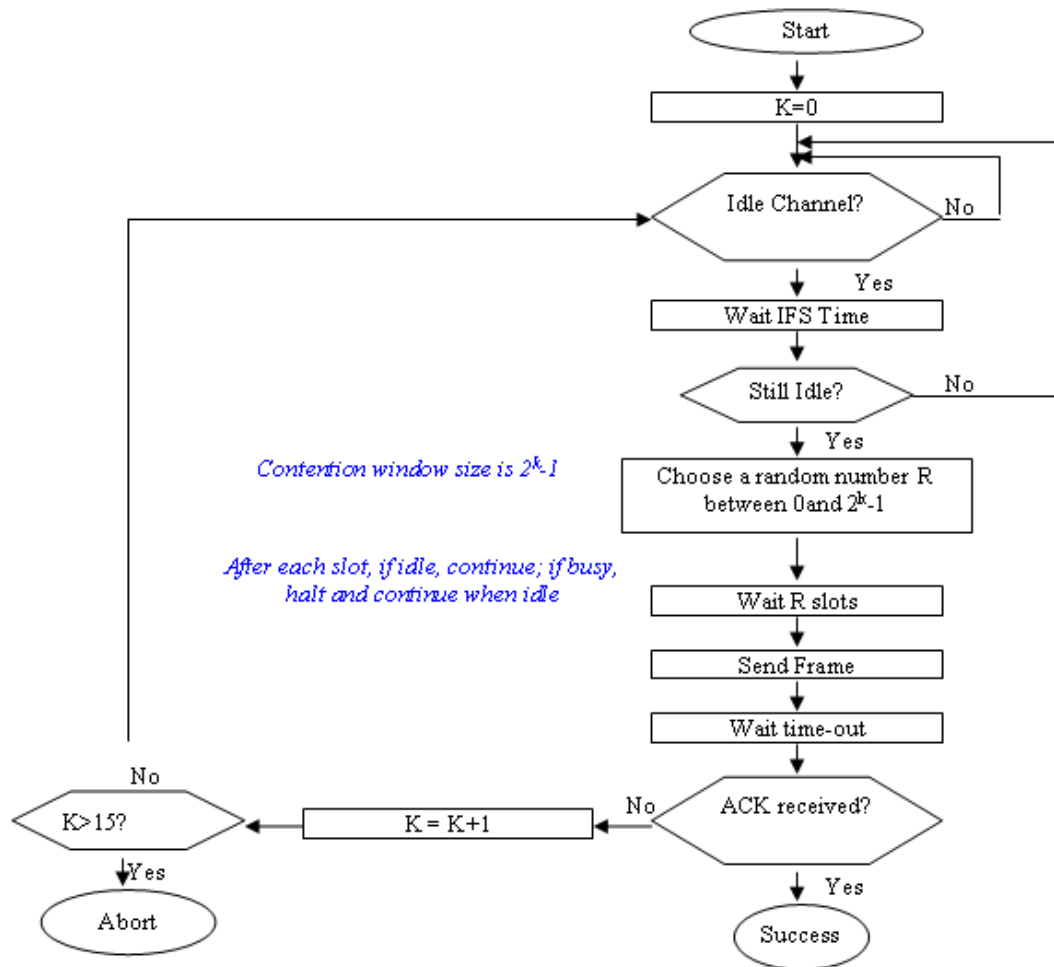 Start
K=0
Idle Channel?
No
Yes
Wait IFS Time
Still Idle?
No
Yes
Contention window size is 2^k-1
Choose a random number R
between 0and 2^k-1
After each slot, if idle, continue; if busy,
halt and continue when idle
Wait R slots
Send Frame
Wait time-out
ACK received?
No
Yes
K = K+1
K>15?
No
Yes
Abort
Success